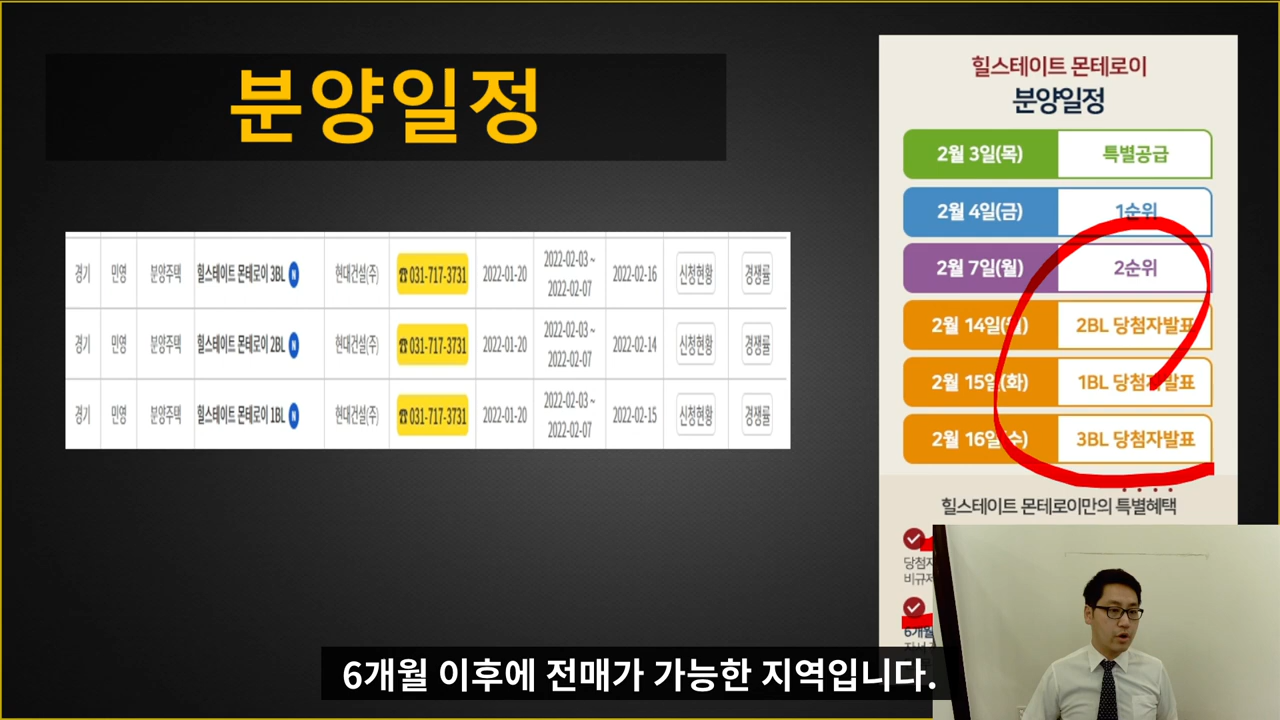 분양일정
경기 민영 분양주택 힐스테이트 몬테로이 3BL N 현대건설(주) ☎031-717-3731 2022-01-20 2022-02-03 ~ 2022-02-07 2022-02-16 신청현황 경쟁률
경기 민영 분양주택 힐스테이트 몬테로이 2BL N 현대건설(주) ☎031-717-3731 2022-01-20 2022-02-03 ~ 2022-02-07 2022-02-14 신청현황 경쟁률
경기 민영 분양주택 힐스테이트 몬테로이 1BL N 현대건설(주) ☎031-717-3731 2022-01-20 2022-02-03 ~ 2022-02-07 2022-02-15 신청현황 경쟁률
힐스테이트 몬테로이
분양일정
2월 3일(목) 특별공급
2월 4일(금) 1순위
2월 7일(월) 2순위
2월 14일(월) 2BL 당첨자발표
2월 15일(화) 1BL 당첨자발표
2월 16일(수) 3BL 당첨자발표
힐스테이트 몬테로이만의 특별혜택
당첨자
비규제
6개월
6개월 이후에 전매가 가능한 지역입니다.